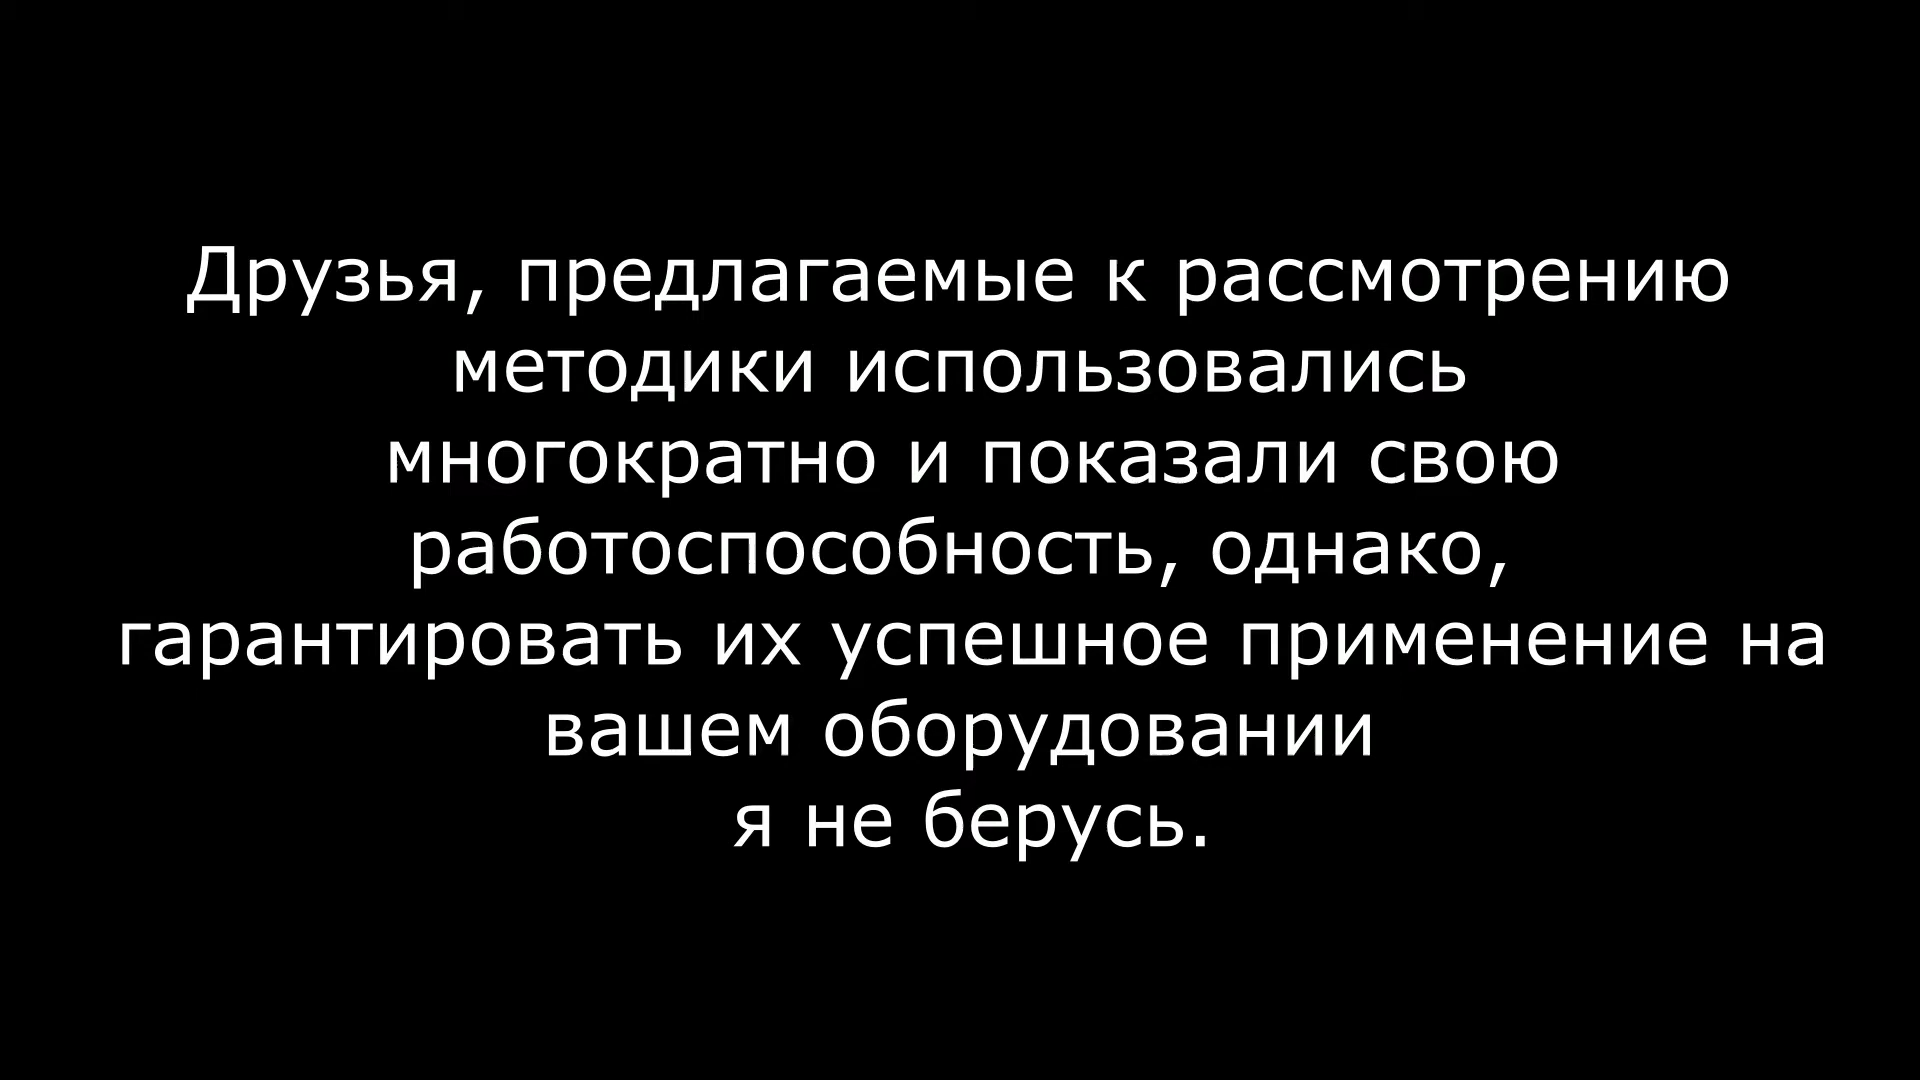 Друзья, предлагаемые к рассмотрению
методики использовались
многократно и показали свою
работоспособность, однако,
гарантировать их успешное применение на
вашем оборудовании
я не берусь.